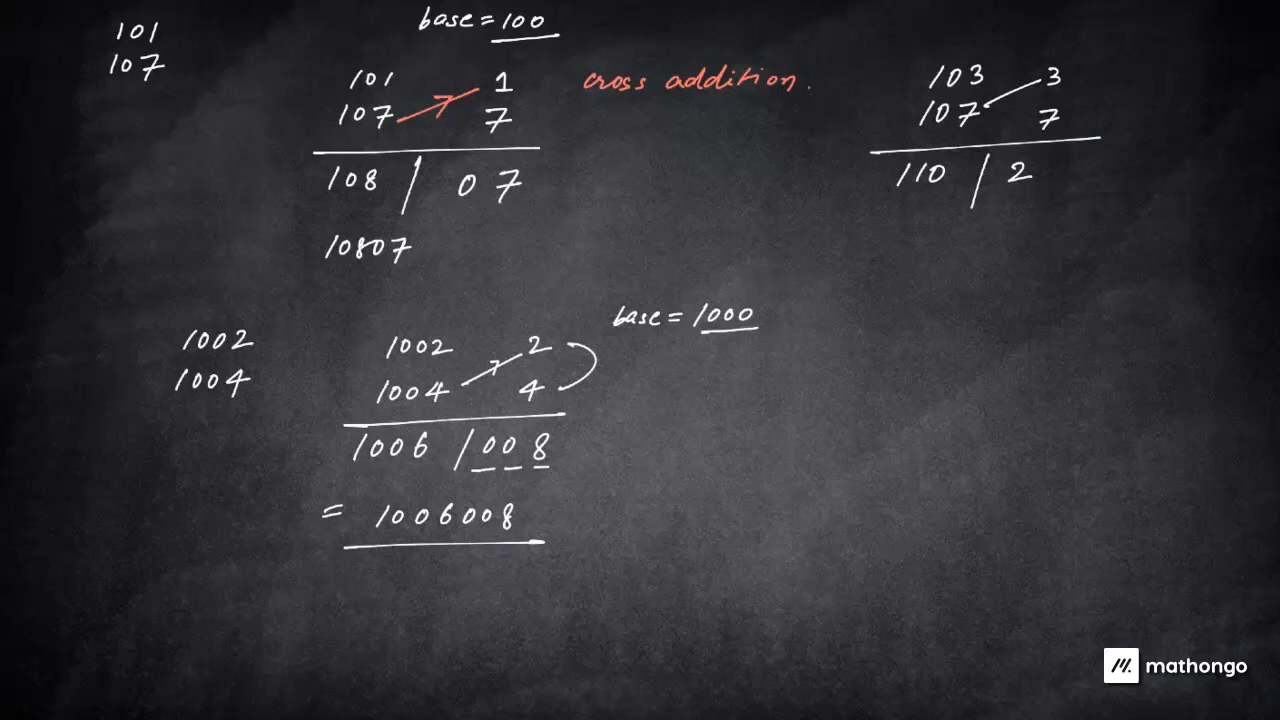 101
107
base = 100
101 1
107 7
108 / 07
10807
cross addition.
103 3
107 7
110 / 2
1002
1004
base = 1000
1002 2
1004 4
1006 / 008
= 1006008
m. mathongo